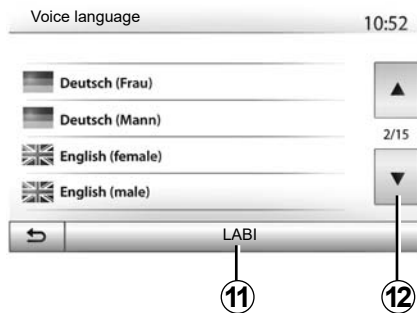 Voice language
10:52
Deutsch (Frau)
Deutsch (Mann)
2/15
English (female)
English (male)
LABI
11
12